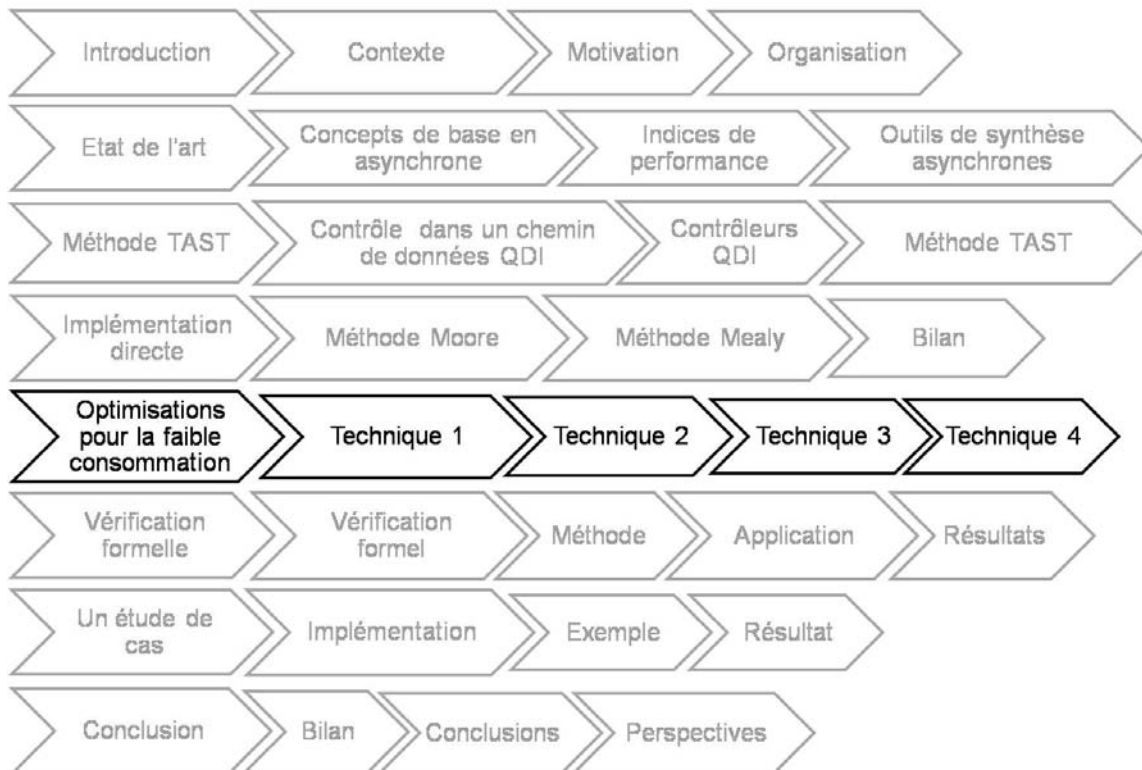 Introduction
Contexte
Motivation
Organisation
Etat de l'art
Concepts de base en
asynchrone
Indices de
performance
Outils de synthèse
asynchrones
Méthode TAST
Contrôle dans un chemin
de données QDI
Contrôleurs
QDI
Méthode TAST
Implémentation
directe
Méthode Moore
Méthode Mealy
Bilan
Optimisations
pour la faible
consommation
Technique 1
Technique 2
Technique 3
Technique 4
Vérification
formelle
Vérification
formel
Méthode
Application
Résultats
Un étude de
cas
Implémentation
Exemple
Résultat
Conclusion
Bilan
Conclusions
Perspectives